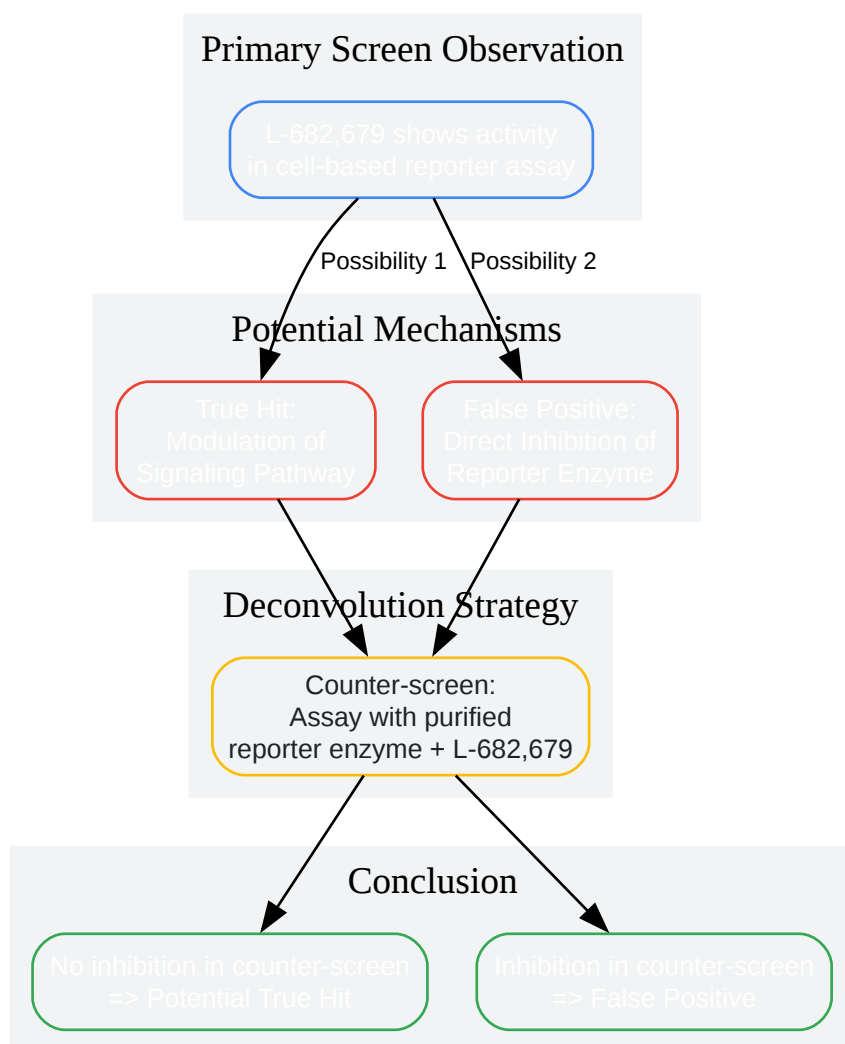 Primary Screen Observation
L-682,679 shows activity
in cell-based reporter assay
Possibility 1
Possibility 2
Potential Mechanisms
True Hit:
Modulation of
Signaling Pathway
False Positive:
Direct Inhibition of
Reporter Enzyme
Deconvolution Strategy
Counter-screen:
Assay with purified
reporter enzyme + L-682,679
Conclusion
No inhibition in counter-screen
=> Potential True Hit
Inhibition in counter-screen
=> False Positive